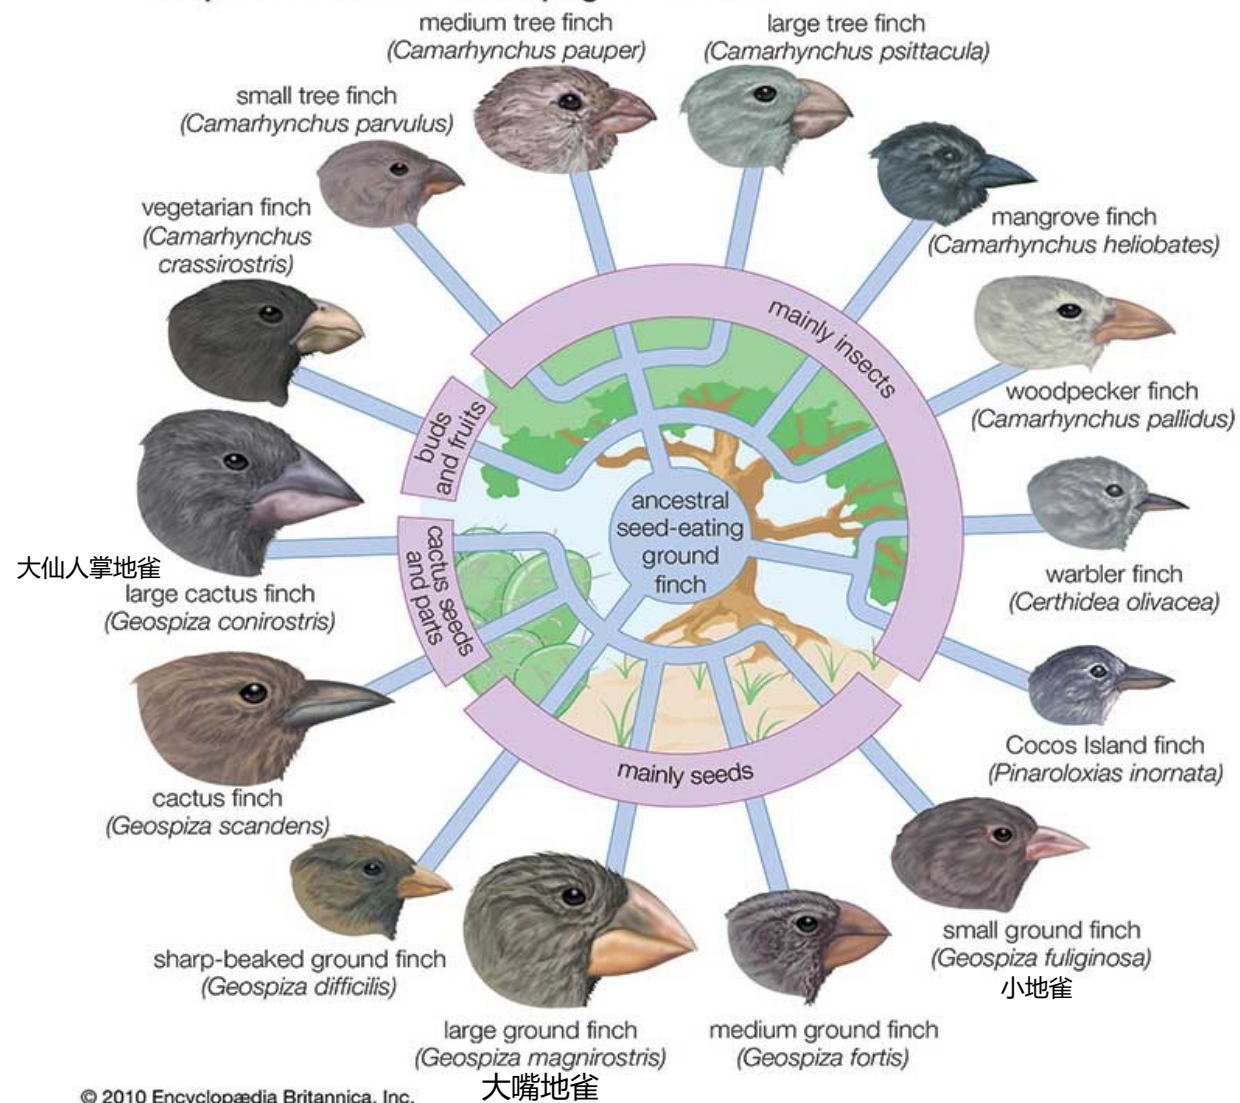 medium tree finch
(Camarhynchus pauper)
large tree finch
(Camarhynchus psittacula)
small tree finch
(Camarhynchus parvulus)
vegetarian finch
(Camarhynchus
crassirostris)
mangrove finch
(Camarhynchus heliobates)
woodpecker finch
(Camarhynchus pallidus)
mainly insects
buds
and fruits
ancestral
seed-eating
ground
finch
cactus seeds
and parts
大仙人掌地雀
large cactus finch
(Geospiza conirostris)
warbler finch
(Certhidea olivacea)
Cocos Island finch
(Pinaroloxias inornata)
mainly seeds
cactus finch
(Geospiza scandens)
sharp-beaked ground finch
(Geospiza difficilis)
small ground finch
(Geospiza fuliginosa)
小地雀
large ground finch
(Geospiza magnirostris)
大嘴地雀
medium ground finch
(Geospiza fortis)
© 2010 Encyclopædia Britannica, Inc.